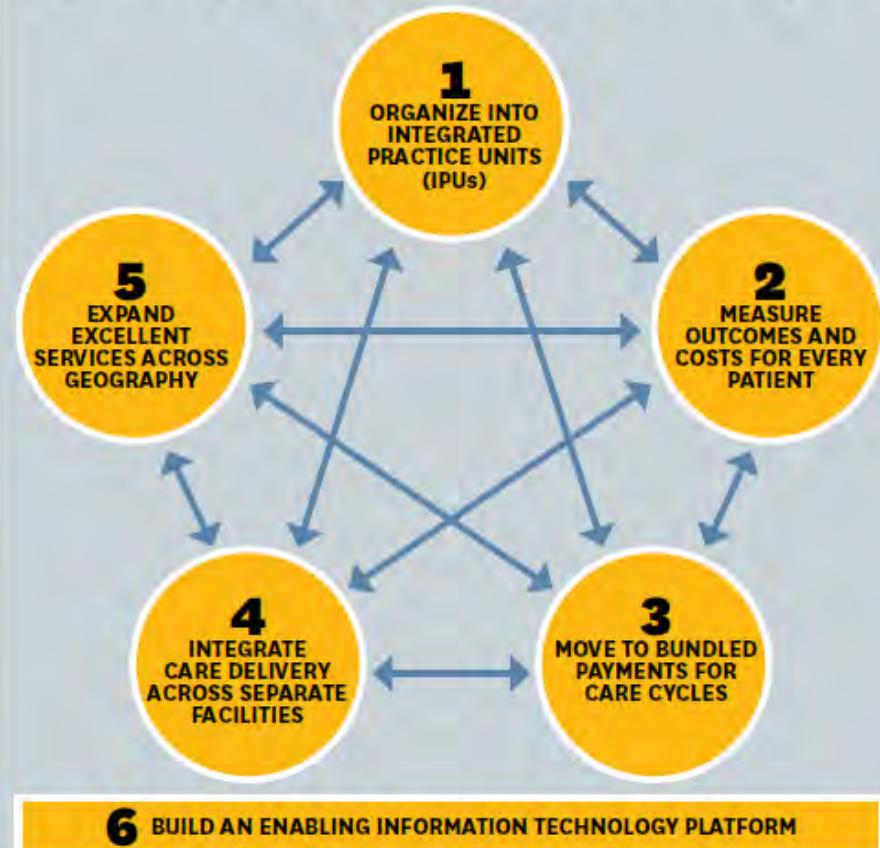 1
ORGANIZE INTO
INTEGRATED
PRACTICE UNITS
(IPUs)
2
MEASURE
OUTCOMES AND
COSTS FOR EVERY
PATIENT
3
MOVE TO BUNDLED
PAYMENTS FOR
CARE CYCLES
4
INTEGRATE
CARE DELIVERY
ACROSS SEPARATE
FACILITIES
5
EXPAND
EXCELLENT
SERVICES ACROSS
GEOGRAPHY
6 BUILD AN ENABLING INFORMATION TECHNOLOGY PLATFORM